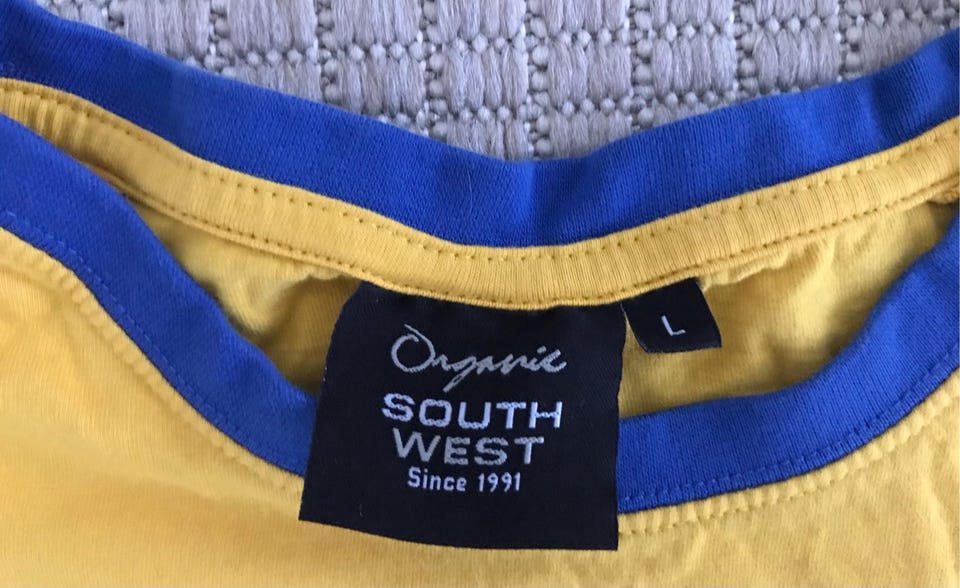 Organic
SOUTH
WEST
Since 1991
L